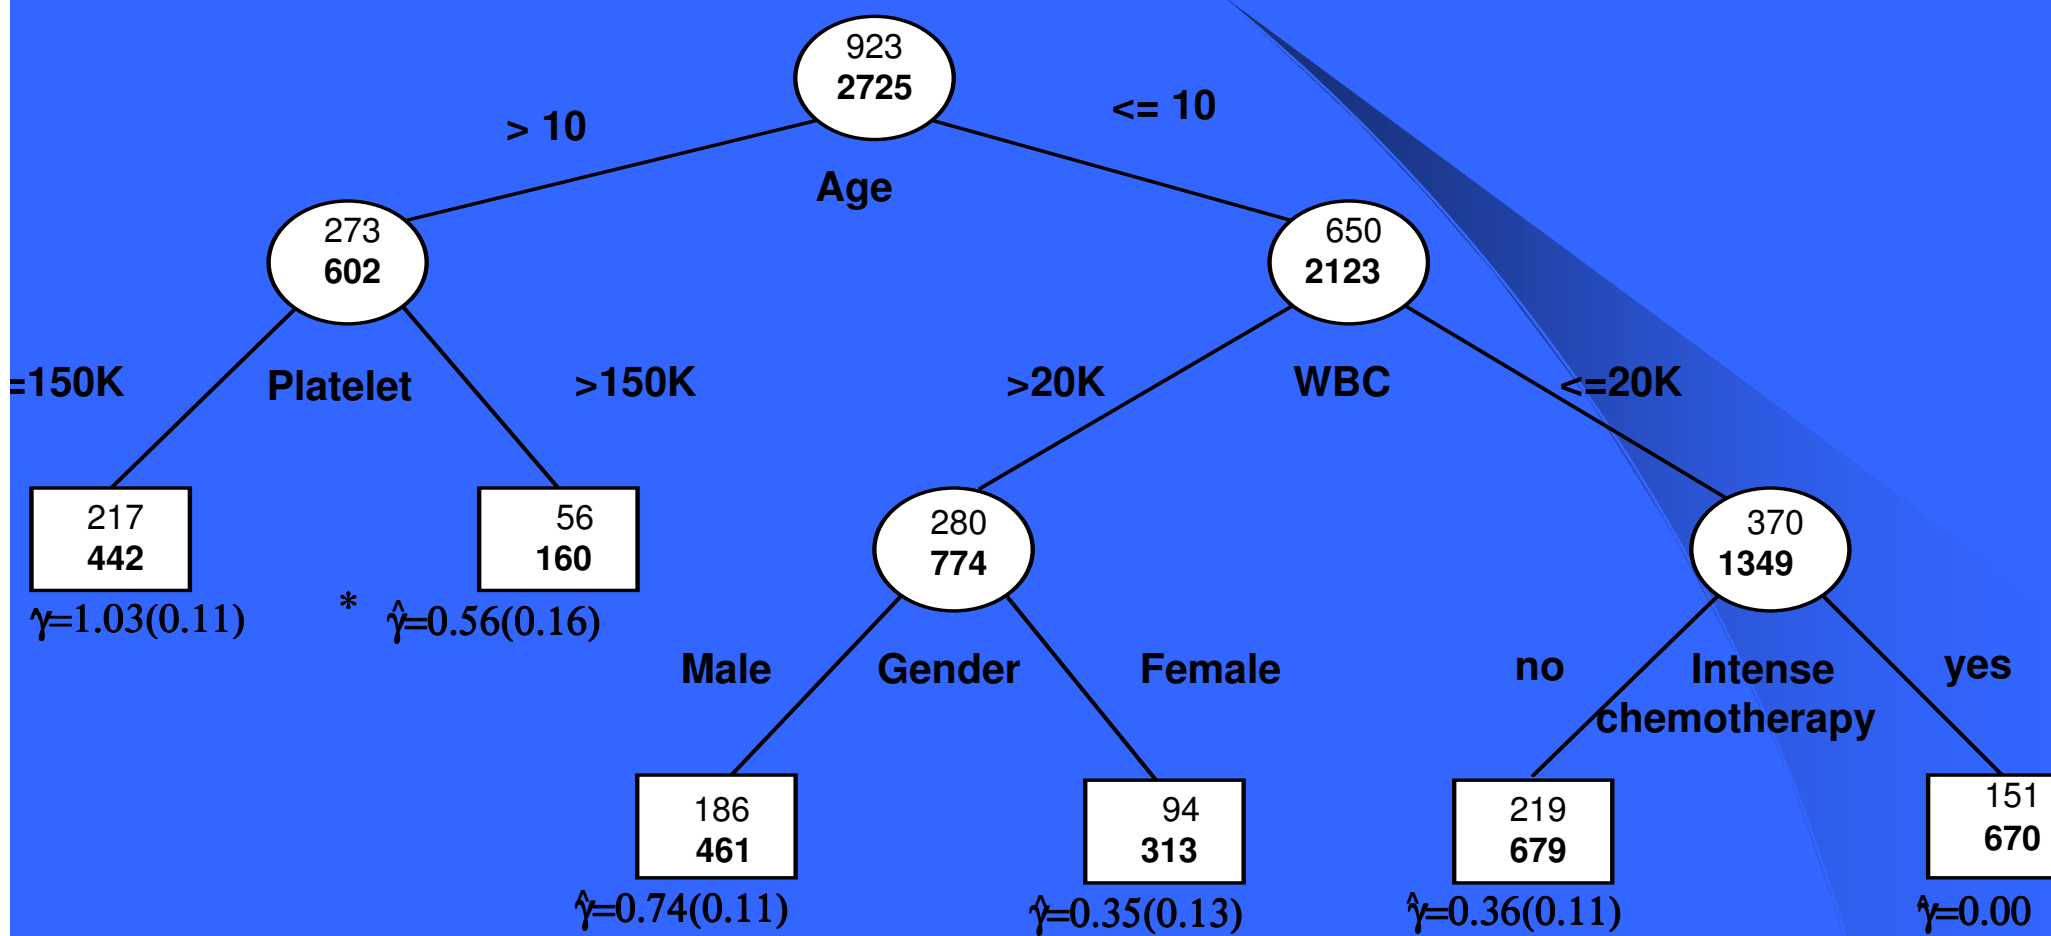 923
2725
> 10
<= 10
Age
273
602
650
2123
=150K
Platelet
>150K
>20K
WBC
<=20K
217
442
56
160
280
774
370
1349
γ̂=1.03(0.11)
*
γ̂=0.56(0.16)
Male
Gender
Female
no
Intense
chemotherapy
yes
186
461
94
313
219
679
151
670
γ̂=0.74(0.11)
γ̂=0.35(0.13)
γ̂=0.36(0.11)
γ̂=0.00